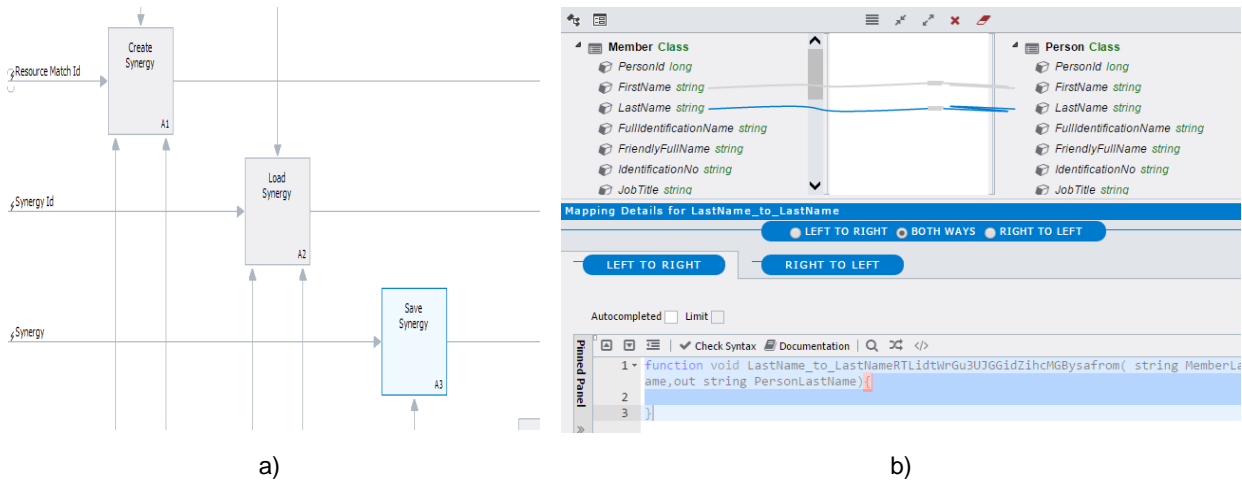 Create
Synergy
Resource Match Id
A1
Load
Synergy
Synergy Id
A2
Save
Synergy
Synergy
A3
a)
Member Class
PersonId long
FirstName string
LastName string
FullIdentificationName string
FriendlyFullName string
IdentificationNo string
JobTitle string
Person Class
PersonId long
FirstName string
LastName string
FullIdentificationName string
FriendlyFullName string
IdentificationNo string
JobTitle string
Mapping Details for LastName_to_LastName
LEFT TO RIGHT BOTH WAYS RIGHT TO LEFT
LEFT TO RIGHT RIGHT TO LEFT
Autocompleted Limit
Pinned Panel
Check Syntax Documentation
1 function void LastName_to_LastNameRTLidtWrGu3UJGGidZihcMGBysafrom( string MemberLa
ame,out string PersonLastName){
2
3 }
b)